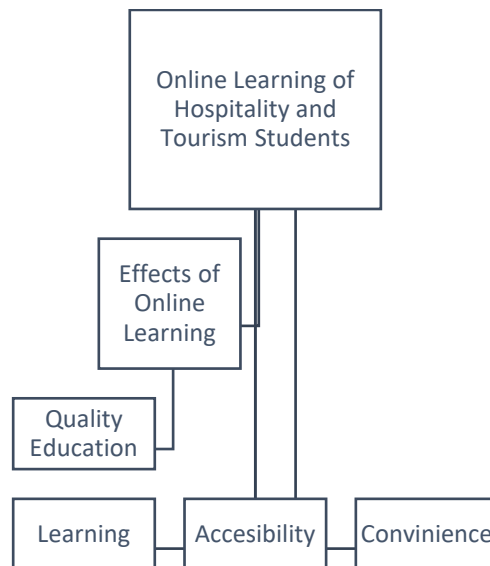 Online Learning of
Hospitality and
Tourism Students
Effects of
Online
Learning
Quality
Education
Learning
Accesibility
Convinience